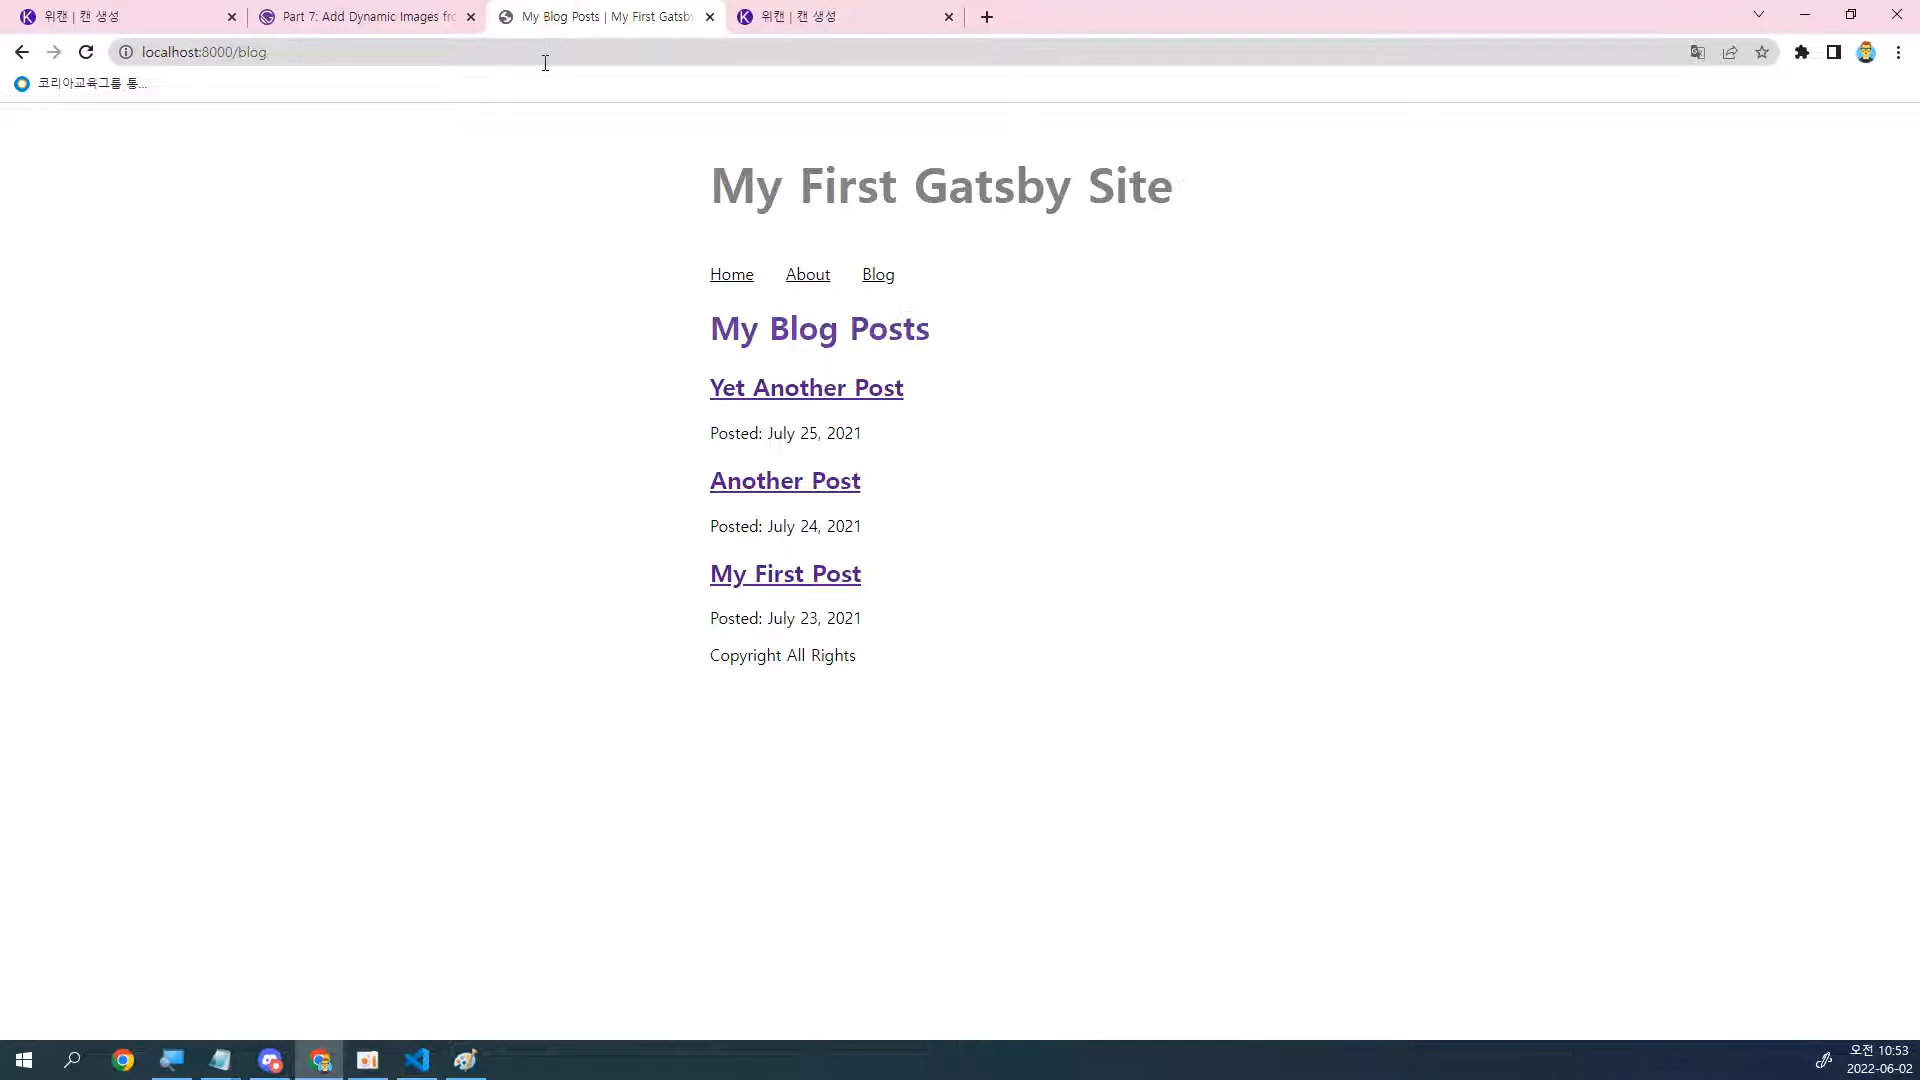 위캔 | 캔 생성
Part 7: Add Dynamic Images fr
My Blog Posts | My First Gatsby
위캔 | 캔 생성
localhost:8000/blog
코리아교육그룹 통...
My First Gatsby Site
Home About Blog
My Blog Posts
Yet Another Post
Posted: July 25, 2021
Another Post
Posted: July 24, 2021
My First Post
Posted: July 23, 2021
Copyright All Rights
오전 10:53
2022-06-02